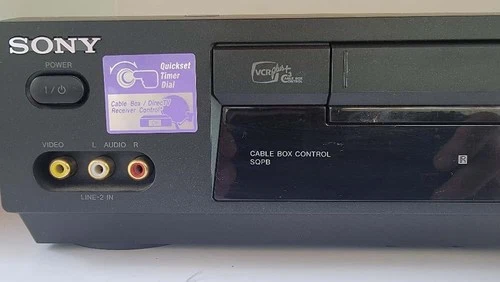 SONY
POWER
I / ⏻
Quickset
Timer
Dial
Cable Box / Direct
Receiver Control
VCR plus+
CABLE BOX CONTROL
SQPB
R
VIDEO
L AUDIO R
LINE-2 IN